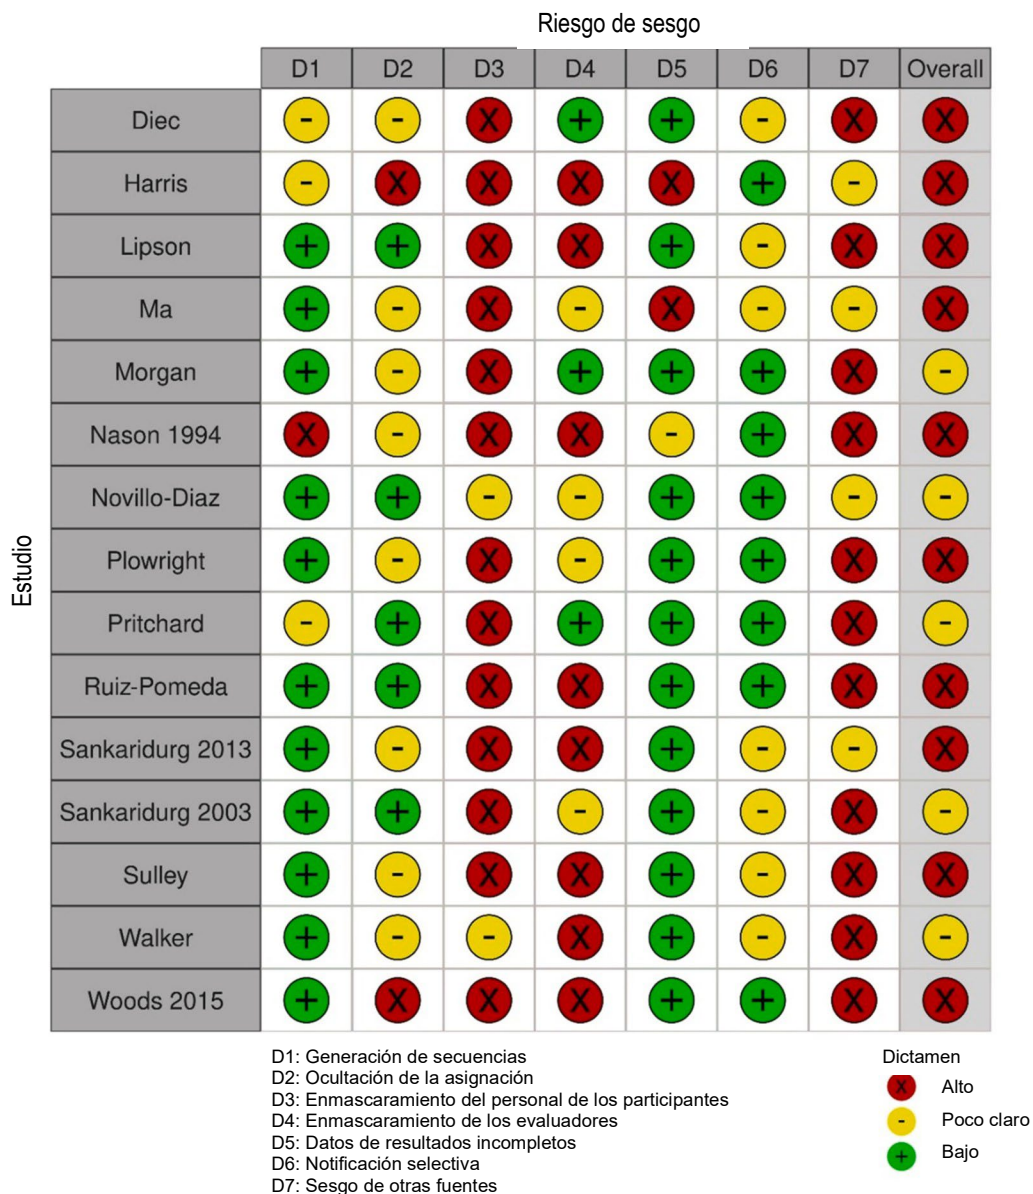 Riesgo de sesgo
D1 D2 D3 D4 D5 D6 D7 Overall
Estudio
Diec - - X + + - X X
Harris - X X X X + - X
Lipson + + X X + - X X
Ma + - X - X - - X
Morgan + - X + + + X -
Nason 1994 X - X X - + X X
Novillo-Diaz + + - - + + - -
Plowright + - X - + + X X
Pritchard - + X + + + X -
Ruiz-Pomeda + + X X + + X X
Sankaridurg 2013 + - X X + - - X
Sankaridurg 2003 + + X - + - X -
Sulley + - X X + - X X
Walker + - - X + - X -
Woods 2015 + X X X + + X X
D1: Generación de secuencias
D2: Ocultación de la asignación
D3: Enmascaramiento del personal de los participantes
D4: Enmascaramiento de los evaluadores
D5: Datos de resultados incompletos
D6: Notificación selectiva
D7: Sesgo de otras fuentes
Dictamen
X Alto
- Poco claro
+ Bajo